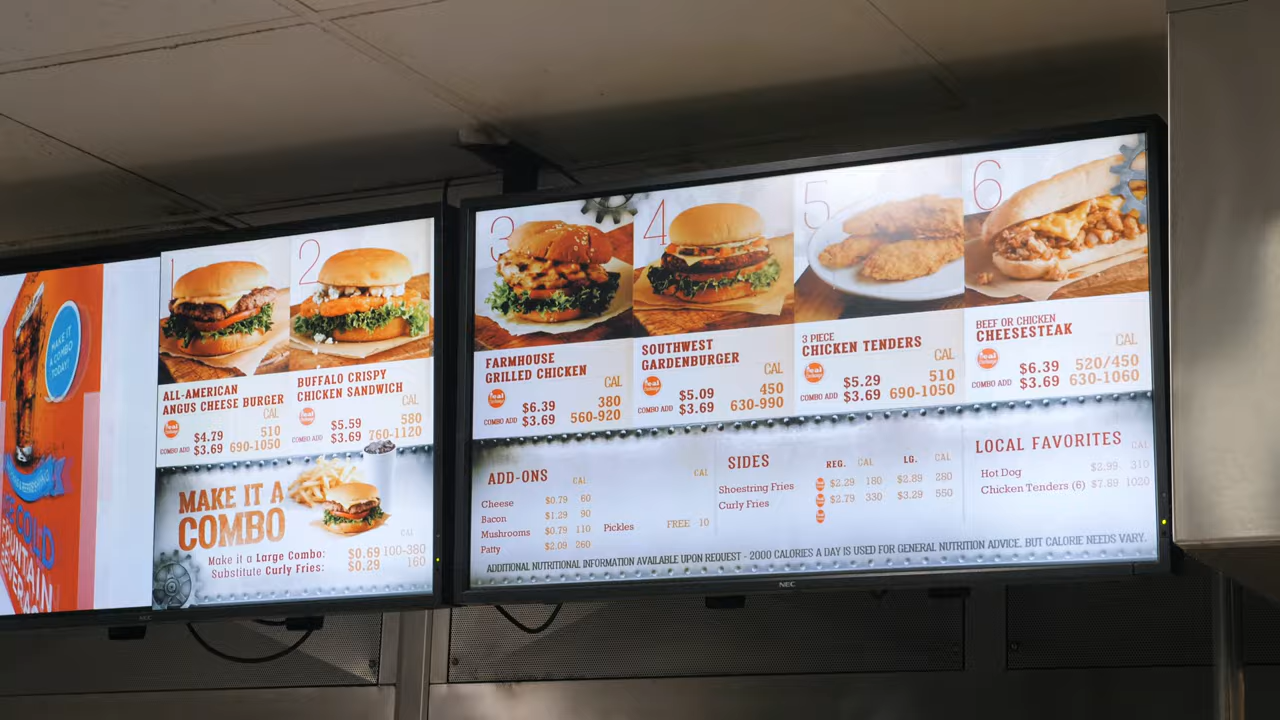 MAKE IT
A COMBO
TODAY!
1
ALL-AMERICAN
ANGUS CHEESE BURGER
CAL
$4.79 510
COMBO ADD $3.69 690-1050
2
BUFFALO CRISPY
CHICKEN SANDWICH
CAL
$5.59 580
COMBO ADD $3.69 760-1120
MAKE IT A
COMBO
CAL
Make it a Large Combo: $0.69 100-380
Substitute Curly Fries: $0.29 160
NEC
3
FARMHOUSE
GRILLED CHICKEN
CAL
$6.39 380
COMBO ADD $3.69 560-920
4
SOUTHWEST
GARDENBURGER
CAL
$5.09 450
COMBO ADD $3.69 630-990
5
3 PIECE
CHICKEN TENDERS
CAL
$5.29 510
COMBO ADD $3.69 690-1050
6
BEEF OR CHICKEN
CHEESESTEAK
CAL
$6.39 520/450
COMBO ADD $3.69 630-1060
ADD-ONS
CAL CAL
Cheese $0.79 60
Bacon $1.29 90
Mushrooms $0.79 110 Pickles FREE 10
Patty $2.09 260
SIDES REG. CAL LG. CAL
Shoestring Fries $2.29 180 $2.89 280
Curly Fries $2.79 330 $3.29 550
LOCAL FAVORITES CAL
Hot Dog $2.99 310
Chicken Tenders (6) $7.89 1020
ADDITIONAL NUTRITIONAL INFORMATION AVAILABLE UPON REQUEST - 2000 CALORIES A DAY IS USED FOR GENERAL NUTRITION ADVICE, BUT CALORIE NEEDS VARY.
NEC